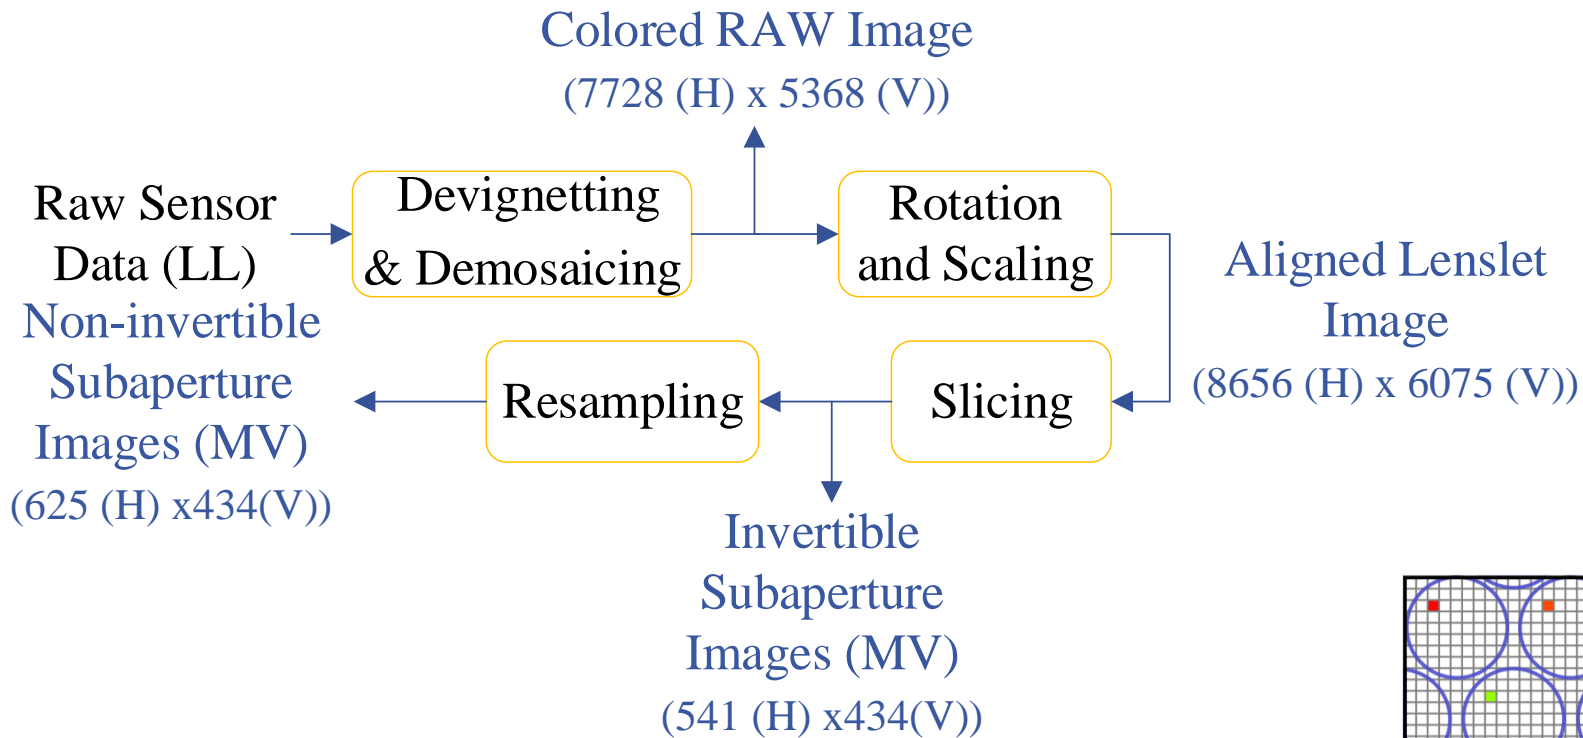 Colored RAW Image
(7728 (H) x 5368 (V))
Raw Sensor
Data (LL)
Devignetting
& Demosaicing
Rotation
and Scaling
Aligned Lenslet
Image
(8656 (H) x 6075 (V))
Slicing
Resampling
Non-invertible
Subaperture
Images (MV)
(625 (H) x434(V))
Invertible
Subaperture
Images (MV)
(541 (H) x434(V))